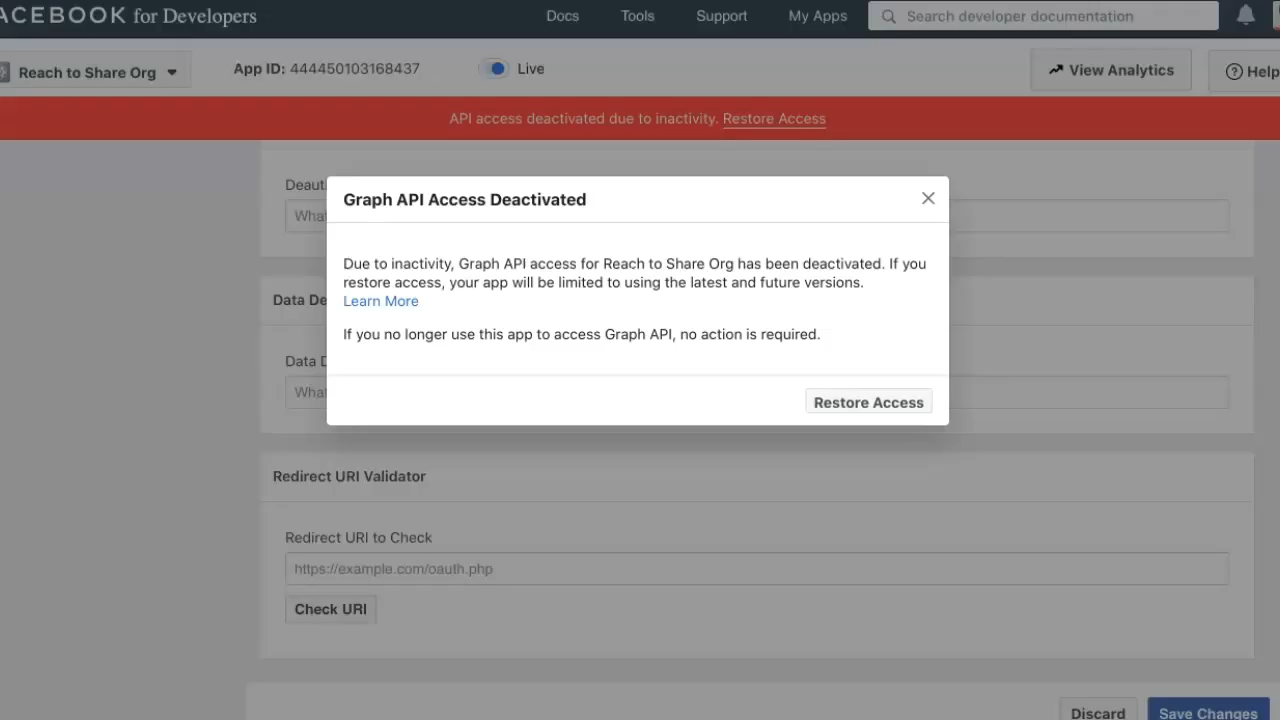 ACEBOOK for Developers
Docs
Tools
Support
My Apps
Search developer documentation
Reach to Share Org
App ID: 444450103168437
Live
View Analytics
Help
API access deactivated due to inactivity. Restore Access
Deaut
What
Graph API Access Deactivated
Due to inactivity, Graph API access for Reach to Share Org has been deactivated. If you
restore access, your app will be limited to using the latest and future versions.
Learn More
If you no longer use this app to access Graph API, no action is required.
Restore Access
Data De
Data D
What
Redirect URI Validator
Redirect URI to Check
https://example.com/oauth.php
Check URI
Discard
Save Changes